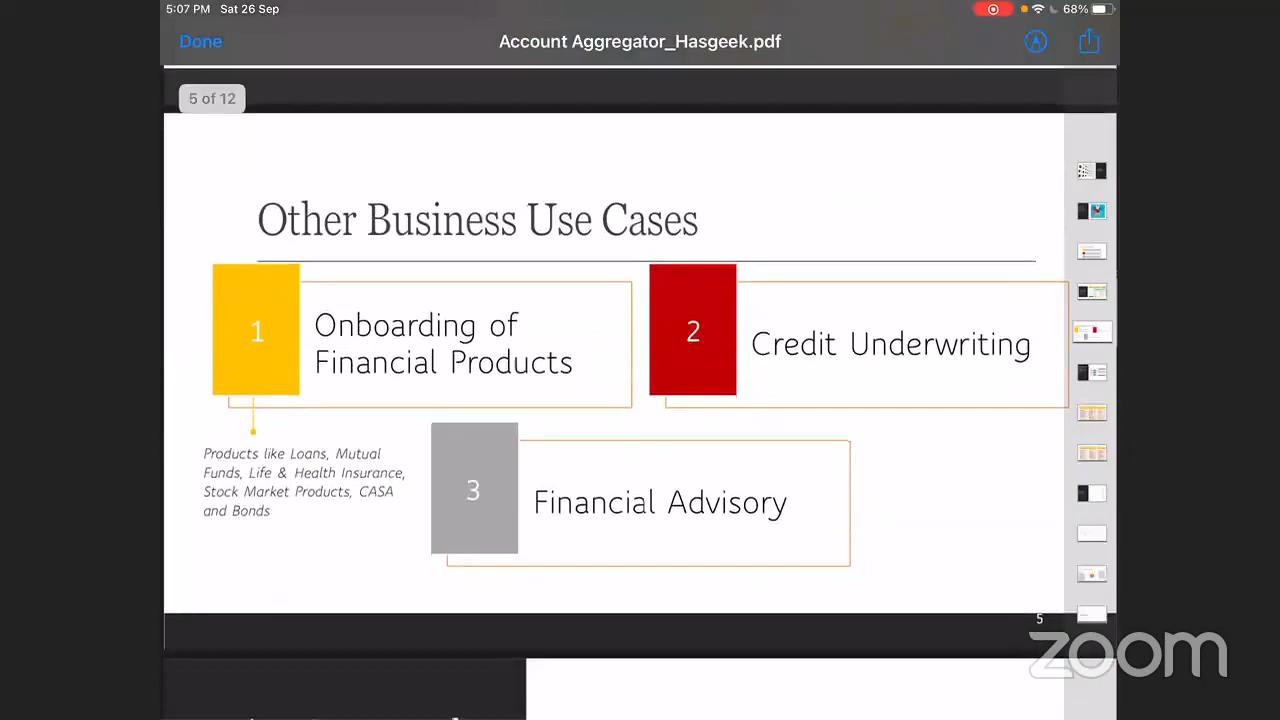 5:07 PM Sat 26 Sep
68%
Done
Account Aggregator_Hasgeek.pdf
5 of 12
Other Business Use Cases
1
Onboarding of
Financial Products
2
Credit Underwriting
Products like Loans, Mutual
Funds, Life & Health Insurance,
Stock Market Products, CASA
and Bonds
3
Financial Advisory
5
zoom